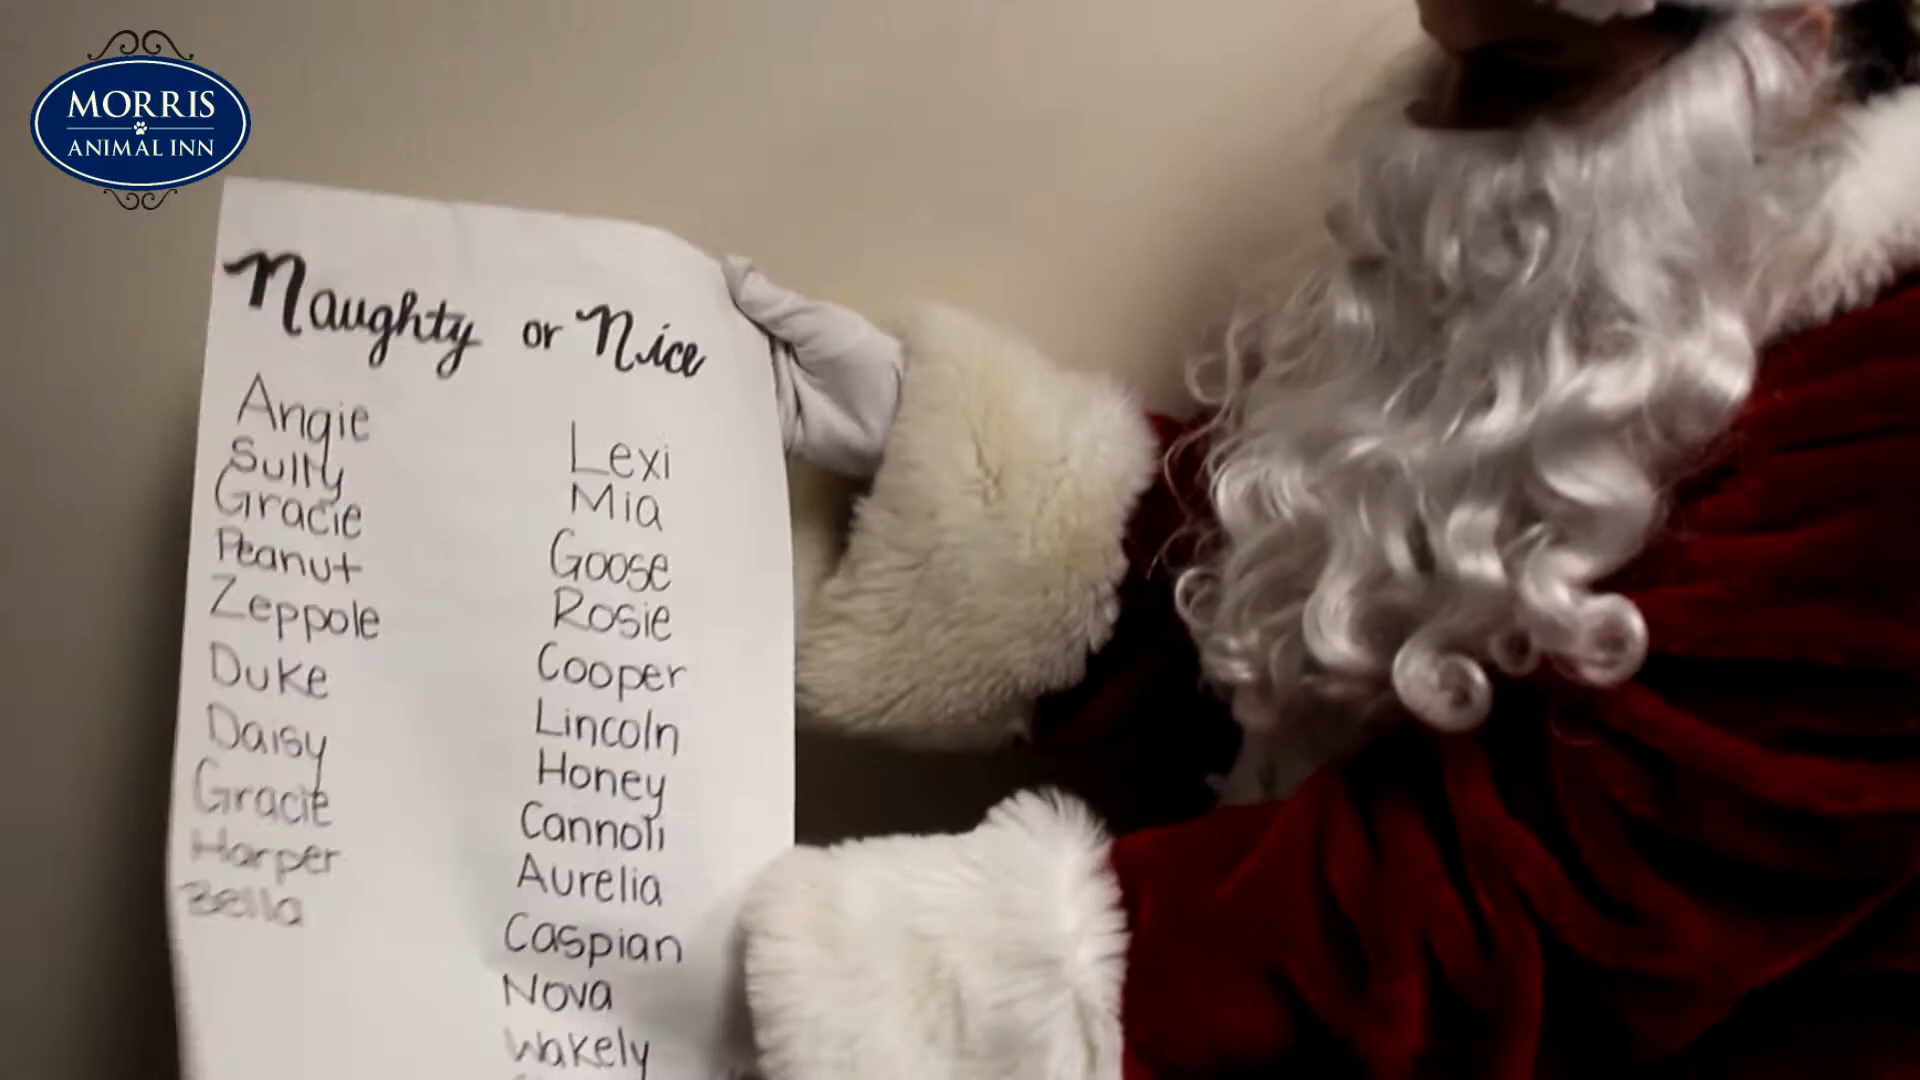 MORRIS
ANIMAL INN
Naughty or Nice
Angie
Sully
Gracie
Peanut
Zeppole
Duke
Daisy
Gracie
Harper
Bella
Lexi
Mia
Goose
Rosie
Cooper
Lincoln
Honey
Cannoli
Aurelia
Caspian
Nova
Wakely